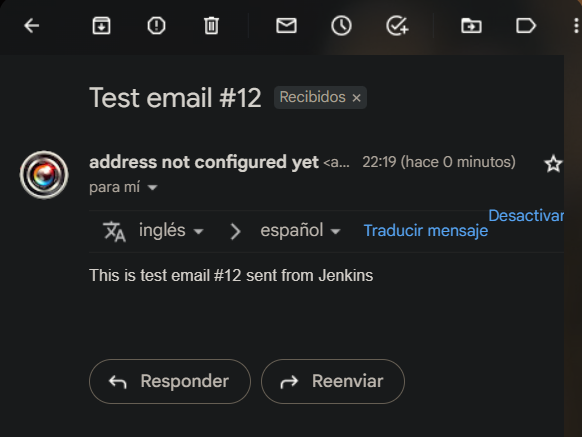 Test email #12 Recibidos ×
address not configured yet <a... 22:19 (hace 0 minutos)
para mí
Desactivar
inglés español Traducir mensaje
This is test email #12 sent from Jenkins
Responder Reenviar